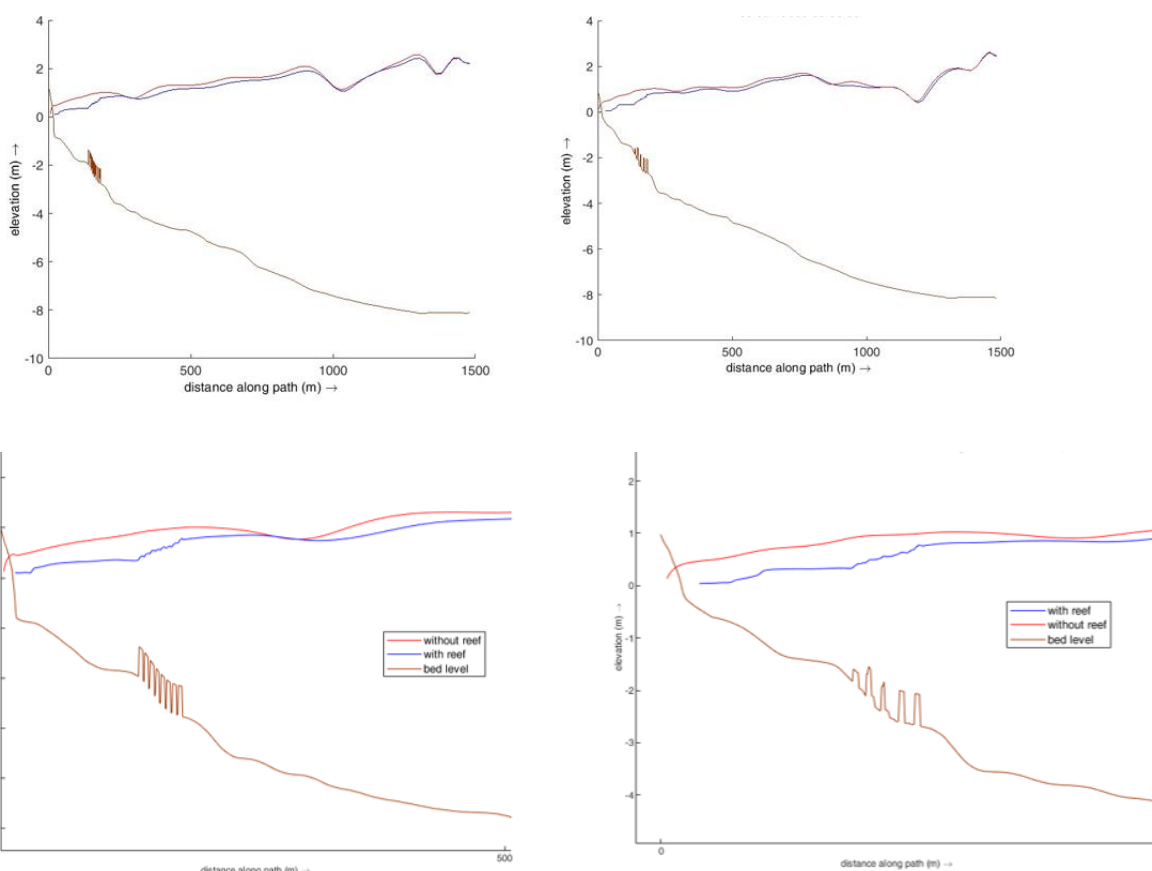 4
2
0
-2
-4
-6
-8
-10
elevation (m) →
0 500 1000 1500
distance along path (m) →
4
2
0
-2
-4
-6
-8
-10
elevation (m) →
0 500 1000 1500
distance along path (m) →
without reef
with reef
bed level
500
distance along path (m) →
2
1
0
-1
-2
-3
-4
elevation (m) →
with reef
without reef
bed level
0
distance along path (m) →